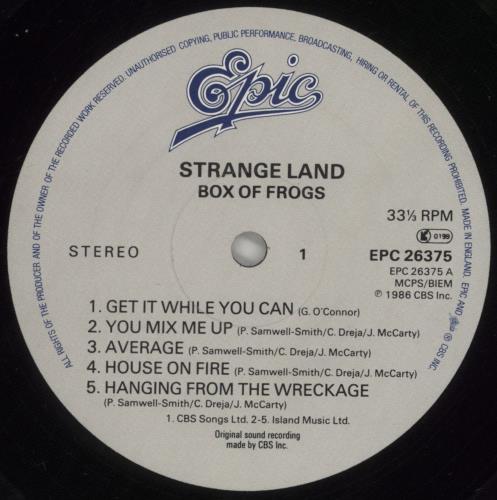 ALL RIGHTS OF THE PRODUCER AND OF THE OWNER OF THE RECORDED WORK RESERVED. UNAUTHORISED COPYING, PUBLIC PERFORMANCE, BROADCASTING, HIRING OR RENTAL OF THIS RECORDING PROHIBITED. MADE IN ENGLAND. EPIC AND Epic ® CBS INC.
Epic
STRANGE LAND
BOX OF FROGS
33⅓ RPM
K 0199
STEREO
1
EPC 26375
EPC 26375 A
MCPS/BIEM
℗ 1986 CBS Inc.
1. GET IT WHILE YOU CAN (G. O'Connor)
2. YOU MIX ME UP (P. Samwell-Smith/C. Dreja/J. McCarty)
3. AVERAGE (P. Samwell-Smith/C. Dreja/J. McCarty)
4. HOUSE ON FIRE (P. Samwell-Smith/C. Dreja/J. McCarty)
5. HANGING FROM THE WRECKAGE
(P. Samwell-Smith/C. Dreja/J. McCarty)
1. CBS Songs Ltd. 2-5. Island Music Ltd.
Original sound recording
made by CBS Inc.